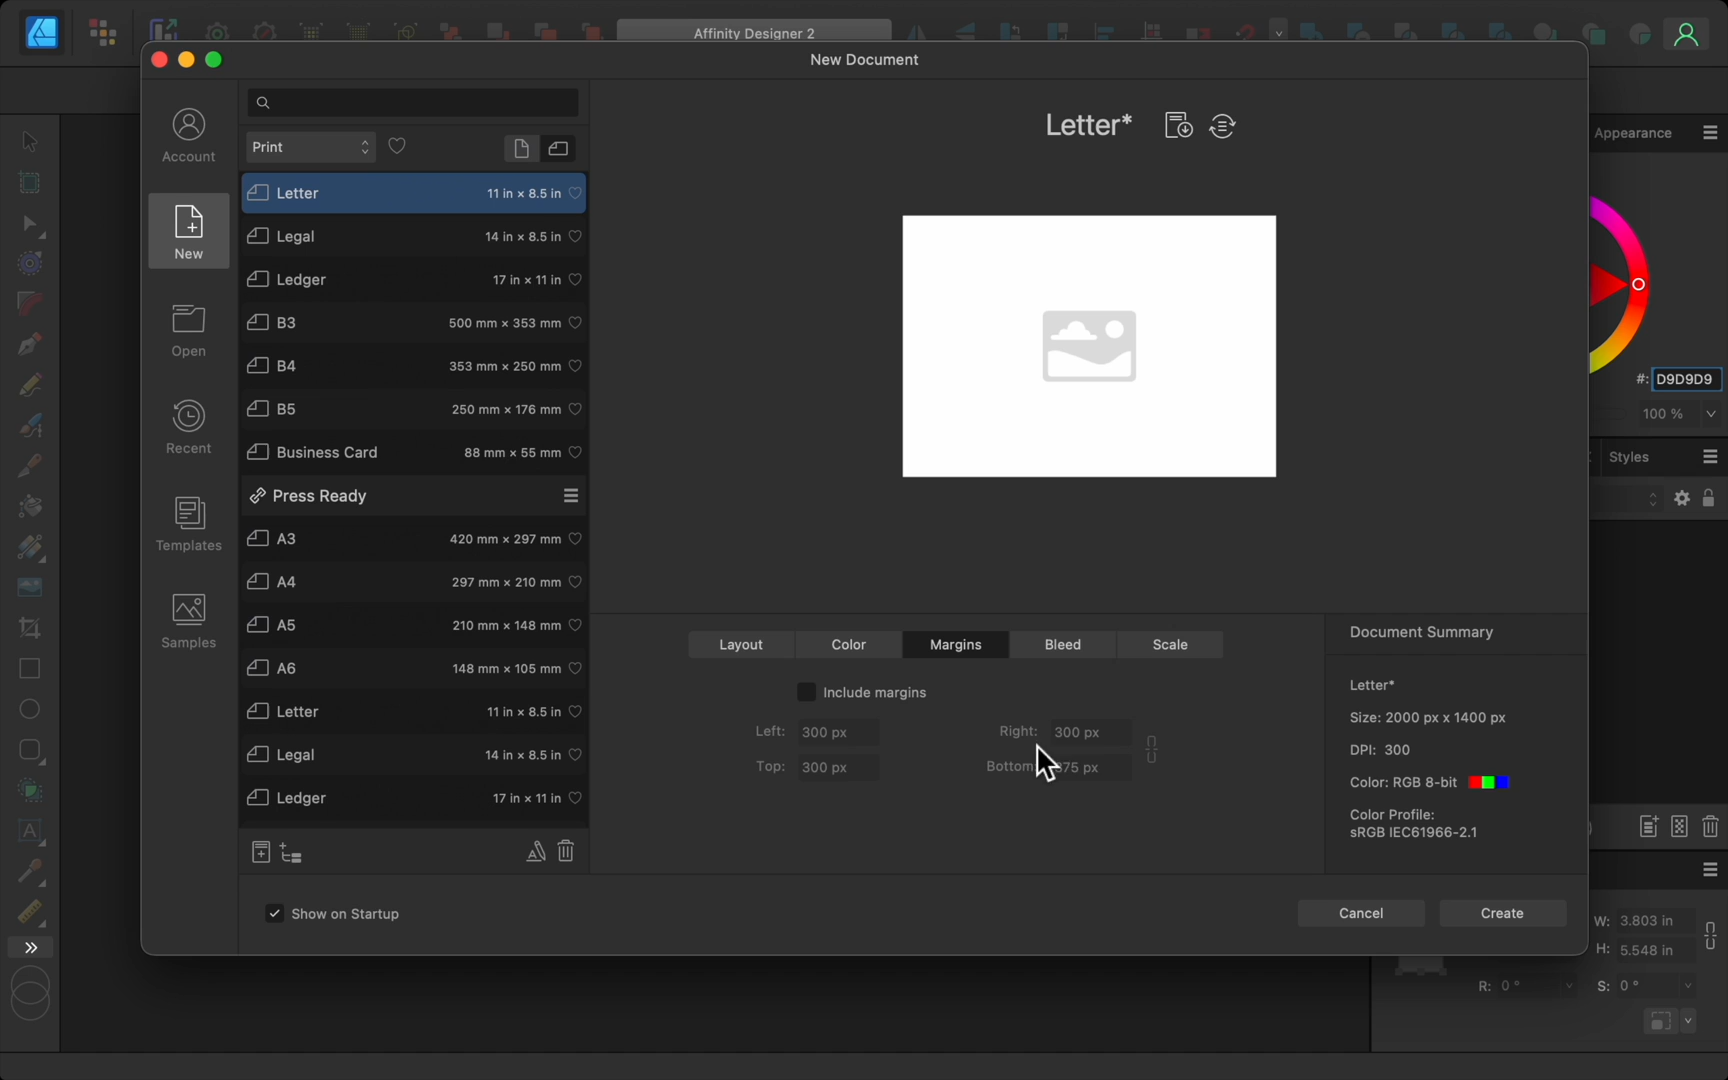 Affinity Designer 2
New Document
Account
New
Open
Recent
Templates
Samples
Print
Letter 11 in × 8.5 in
Legal 14 in × 8.5 in
Ledger 17 in × 11 in
B3 500 mm × 353 mm
B4 353 mm × 250 mm
B5 250 mm × 176 mm
Business Card 88 mm × 55 mm
Press Ready
A3 420 mm × 297 mm
A4 297 mm × 210 mm
A5 210 mm × 148 mm
A6 148 mm × 105 mm
Letter 11 in × 8.5 in
Legal 14 in × 8.5 in
Ledger 17 in × 11 in
Show on Startup
Letter*
Layout Color Margins Bleed Scale
Include margins
Left: 300 px Right: 300 px
Top: 300 px Bottom: 75 px
Document Summary
Letter*
Size: 2000 px x 1400 px
DPI: 300
Color: RGB 8-bit
Color Profile:
sRGB IEC61966-2.1
Cancel Create
Appearance
#: D9D9D9
100 %
Styles
W: 3.803 in
H: 5.548 in
R: 0 ° S: 0 °